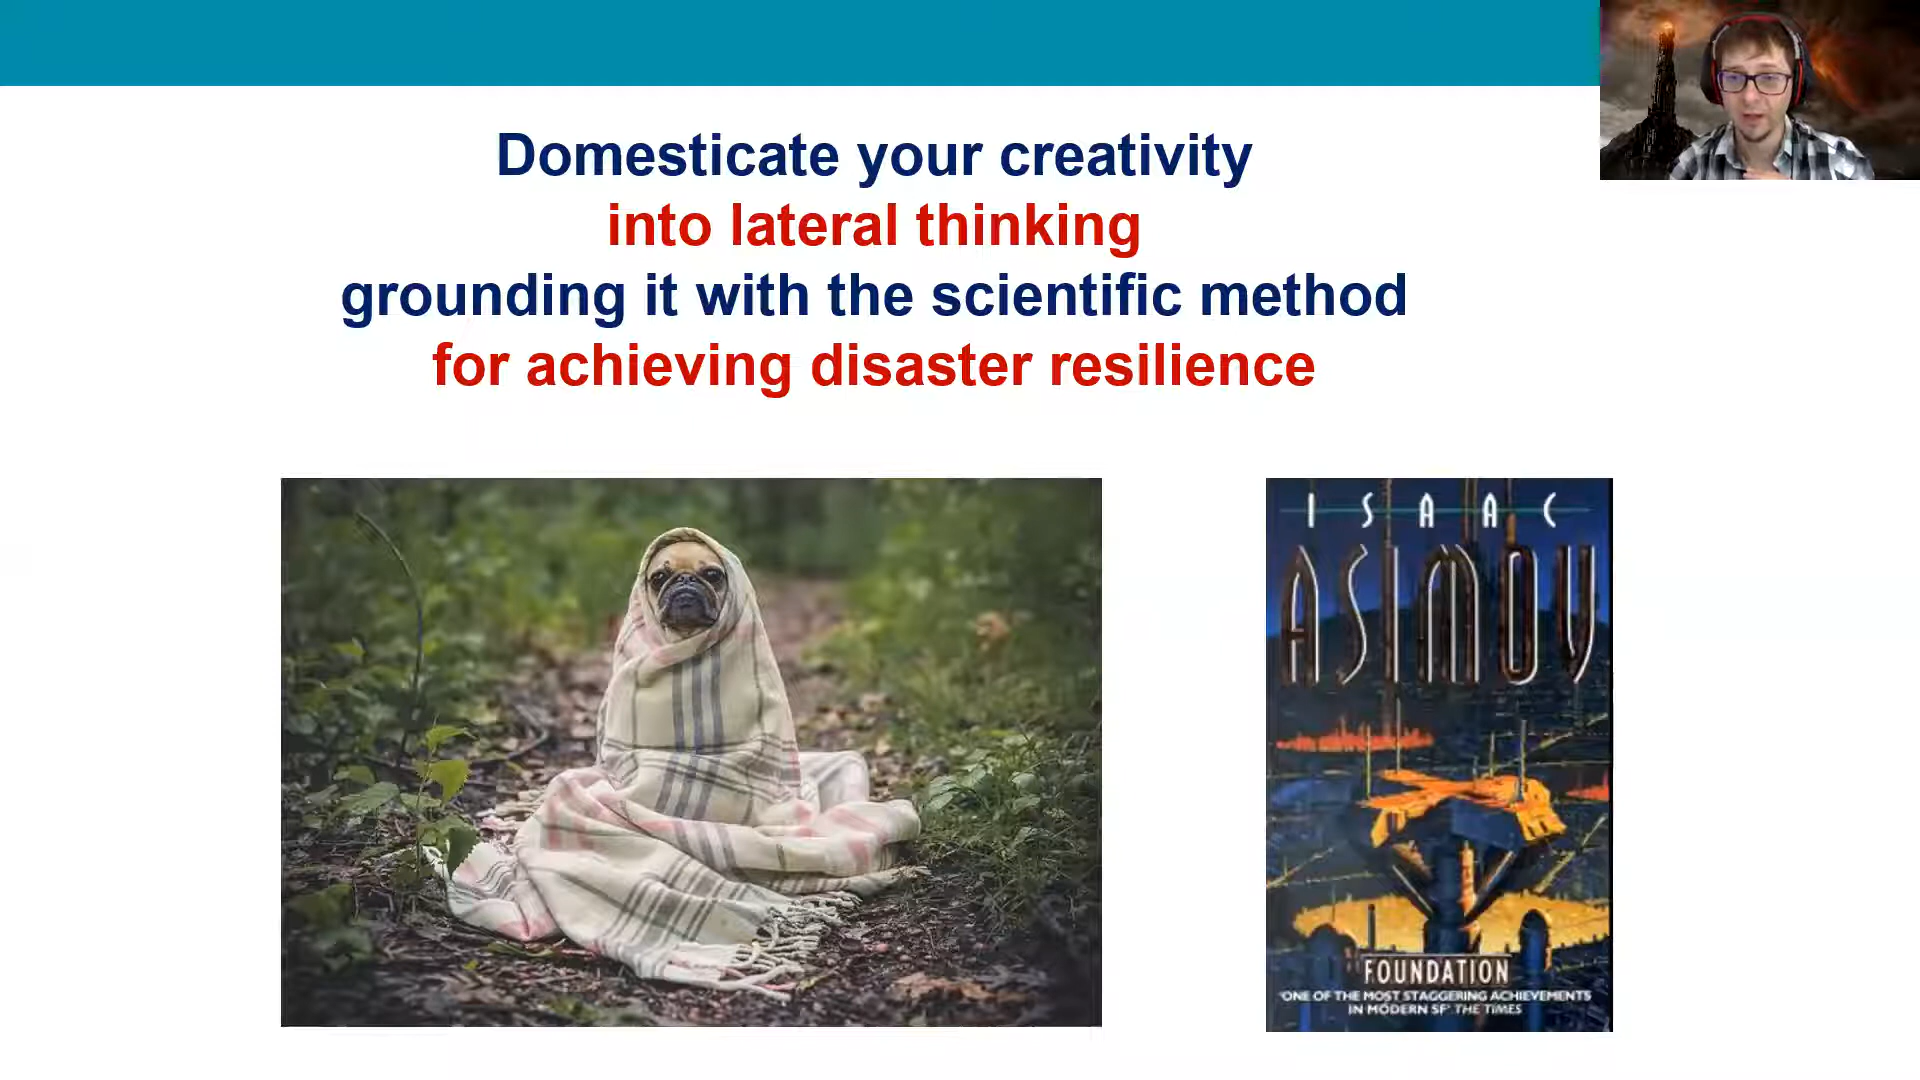 Domesticate your creativity
into lateral thinking
grounding it with the scientific method
for achieving disaster resilience
ISAAC
ASIMOV
FOUNDATION
'ONE OF THE MOST STAGGERING ACHIEVEMENTS
IN MODERN SF' THE TIMES